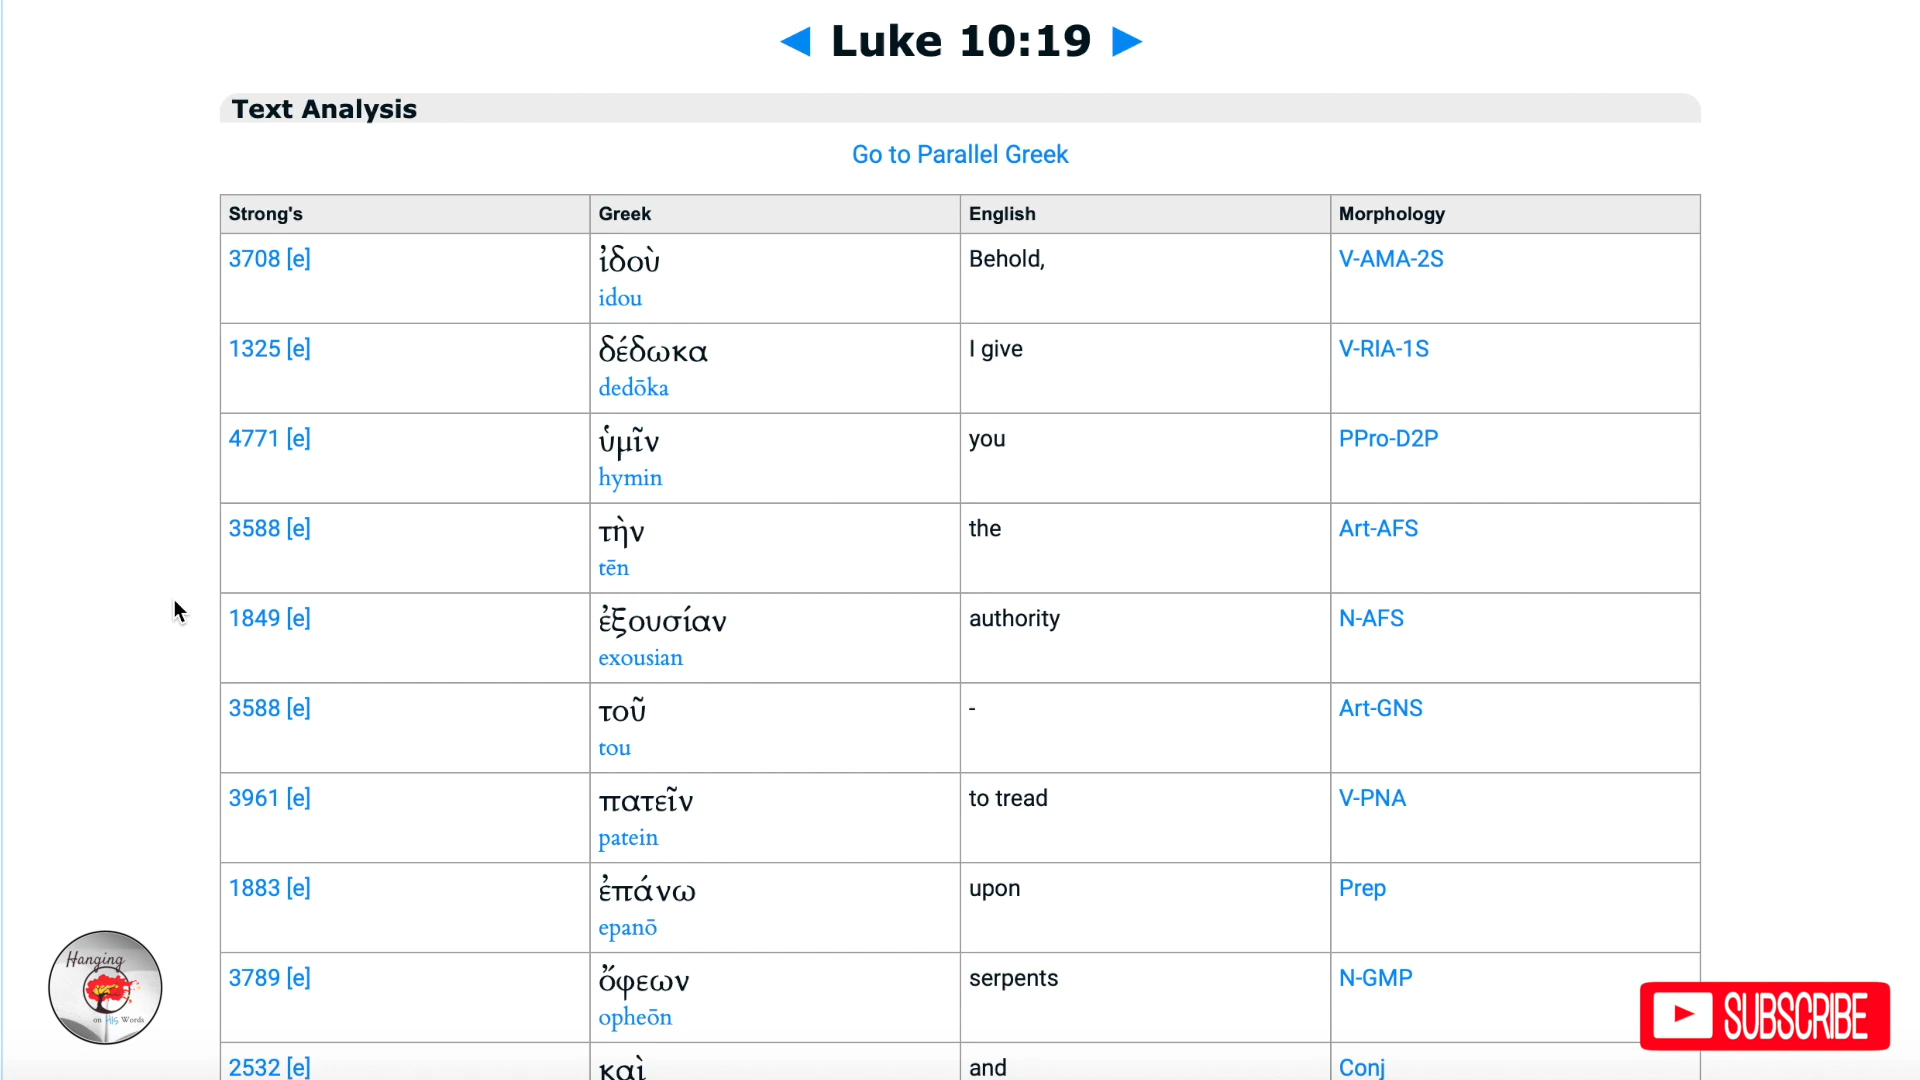 ◄ Luke 10:19 ►
Text Analysis
Go to Parallel Greek
Strong's Greek English Morphology
3708 [e] ἰδοὺ Behold, V-AMA-2S
idou
1325 [e] δέδωκα I give V-RIA-1S
dedōka
4771 [e] ὑμῖν you PPro-D2P
hymin
3588 [e] τὴν the Art-AFS
tēn
1849 [e] ἐξουσίαν authority N-AFS
exousian
3588 [e] τοῦ - Art-GNS
tou
3961 [e] πατεῖν to tread V-PNA
patein
1883 [e] ἐπάνω upon Prep
epanō
3789 [e] ὄφεων serpents N-GMP
opheōn
2532 [e] καὶ and Conj
Hanging
on HIS Words
SUBSCRIBE